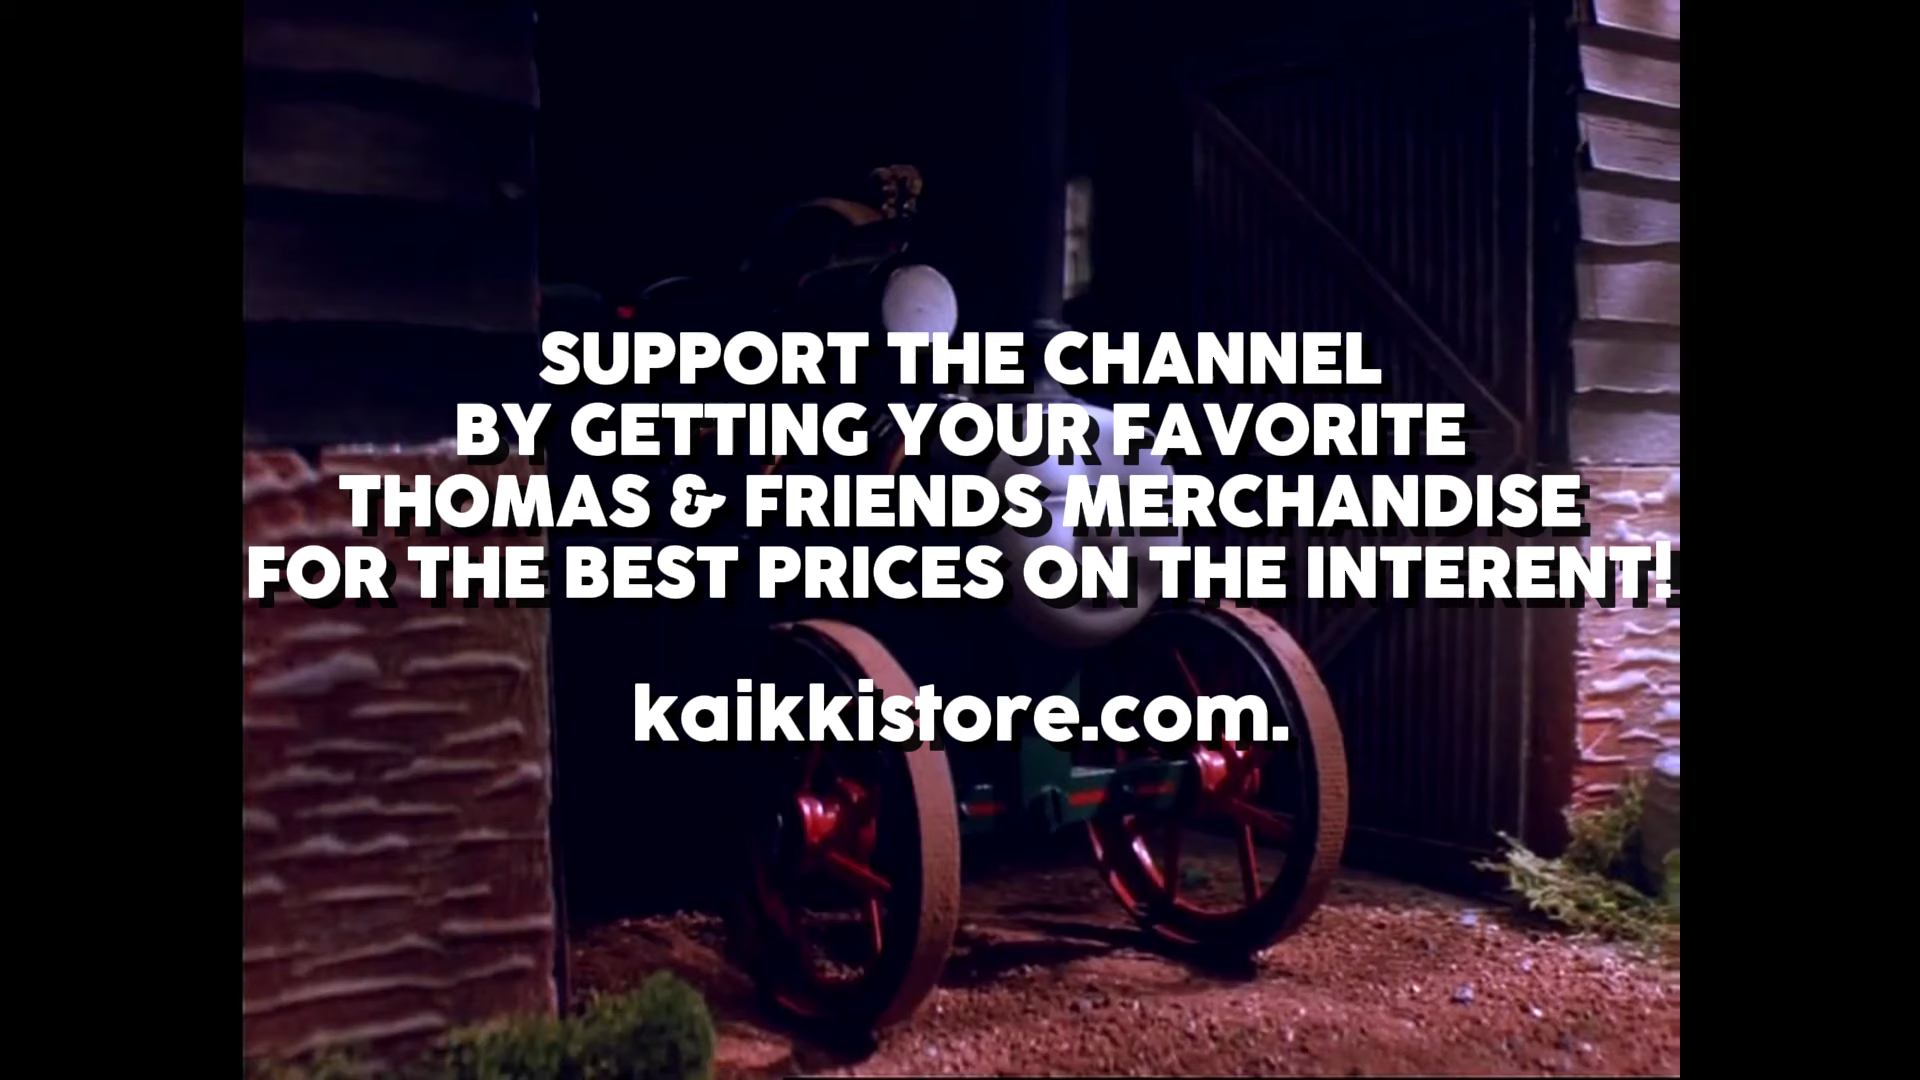 SUPPORT THE CHANNEL
BY GETTING YOUR FAVORITE
THOMAS & FRIENDS MERCHANDISE
FOR THE BEST PRICES ON THE INTERENT!
kaikkistore.com.